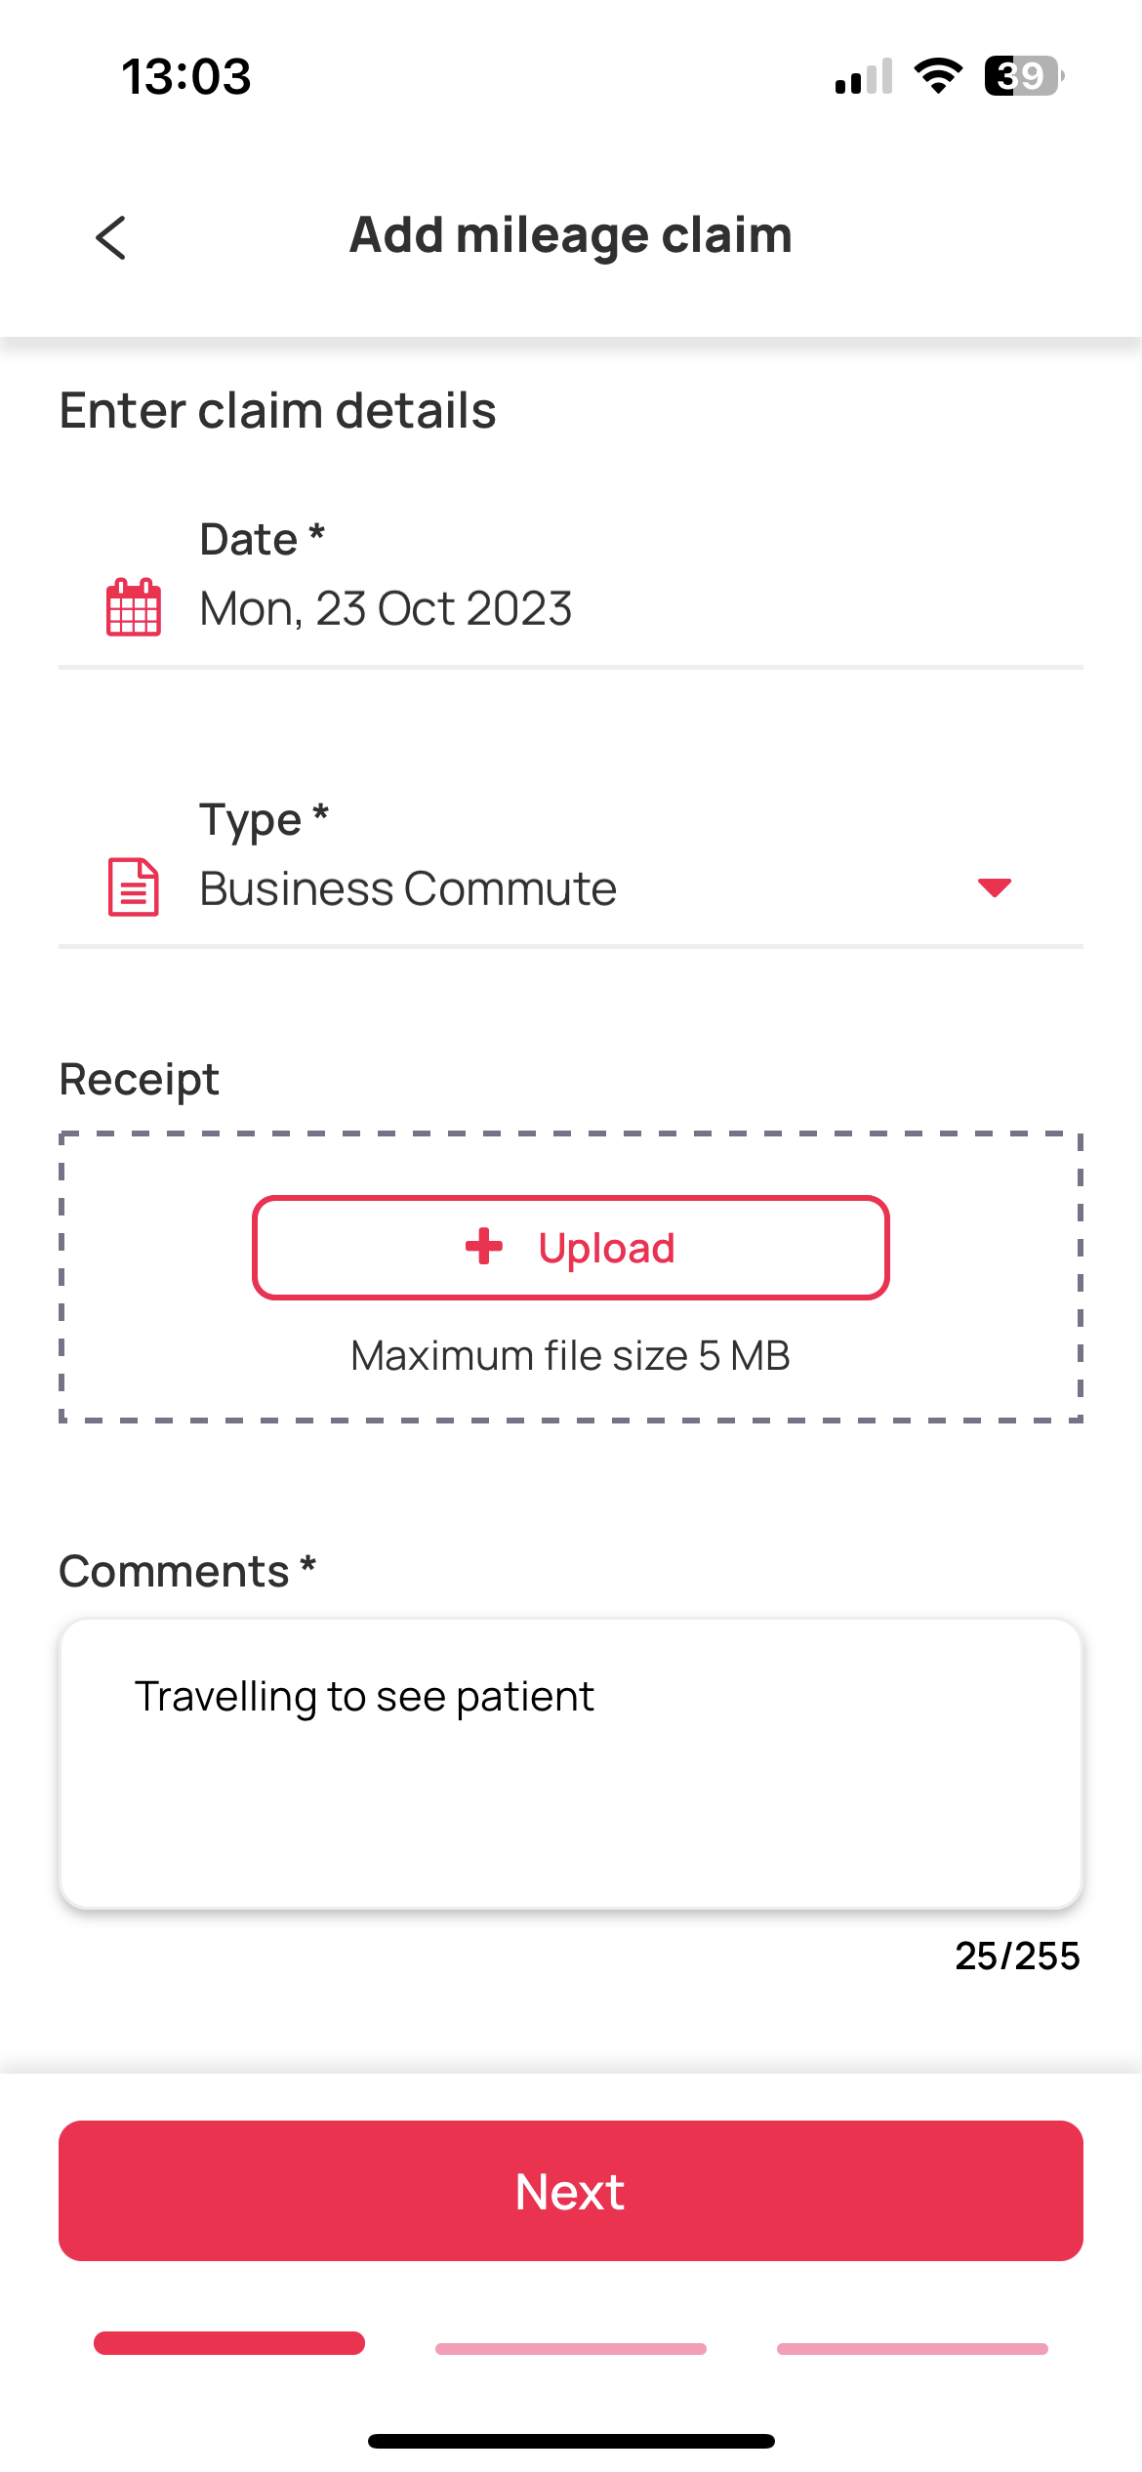 13:03
39
Add mileage claim
Enter claim details
Date *
Mon, 23 Oct 2023
Type *
Business Commute
Receipt
Upload
Maximum file size 5 MB
Comments *
Travelling to see patient
25/255
Next